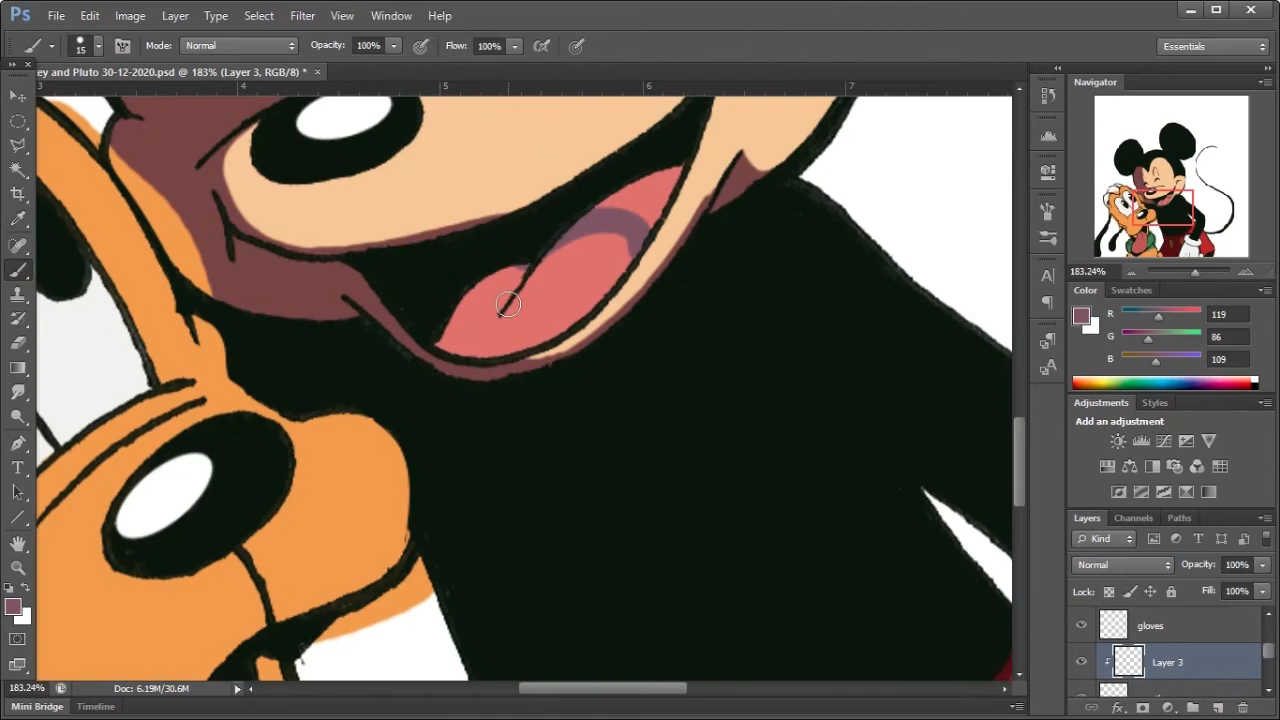 Ps File Edit Image Layer Type Select Filter View Window Help
15 Mode: Normal Opacity: 100% Flow: 100% Essentials
ey and Pluto 30-12-2020.psd @ 183% (Layer 3, RGB/8) * ×
3 4 5 6 7
Navigator
183.24%
Color Swatches
R 119
G 86
B 109
Adjustments Styles
Add an adjustment
Layers Channels Paths
Kind
Normal Opacity: 100%
Lock: Fill: 100%
gloves
Layer 3
183.24% Doc: 6.19M/30.6M
Mini Bridge Timeline